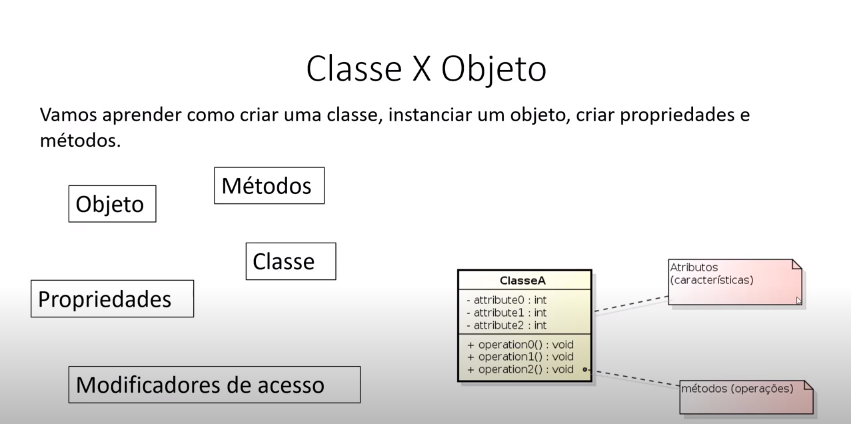 Classe X Objeto
Vamos aprender como criar uma classe, instanciar um objeto, criar propriedades e
métodos.
Métodos
Objeto
Classe
Propriedades
Modificadores de acesso
ClasseA
- attribute0 : int
- attribute1 : int
- attribute2 : int
+ operation0() : void
+ operation1() : void
+ operation2() : void
Atributos
(características)
métodos (operações)